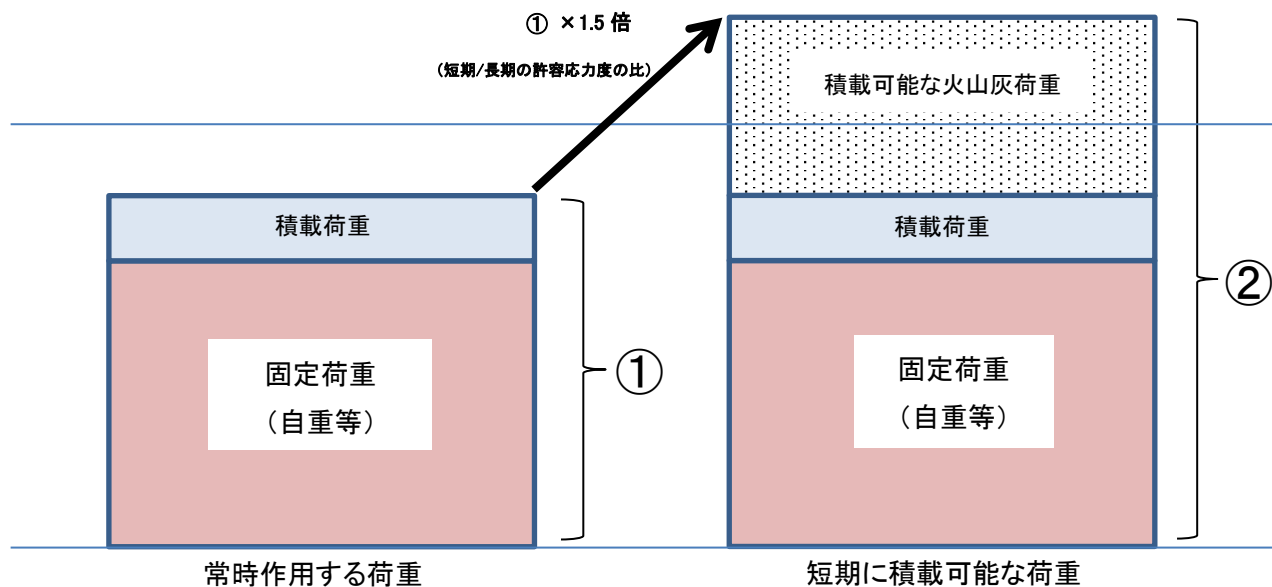 ① ×1.5 倍
(短期/長期の許容応力度の比)
積載可能な火山灰荷重
積載荷重
固定荷重
（自重等）
①
積載荷重
固定荷重
（自重等）
②
常時作用する荷重
短期に積載可能な荷重